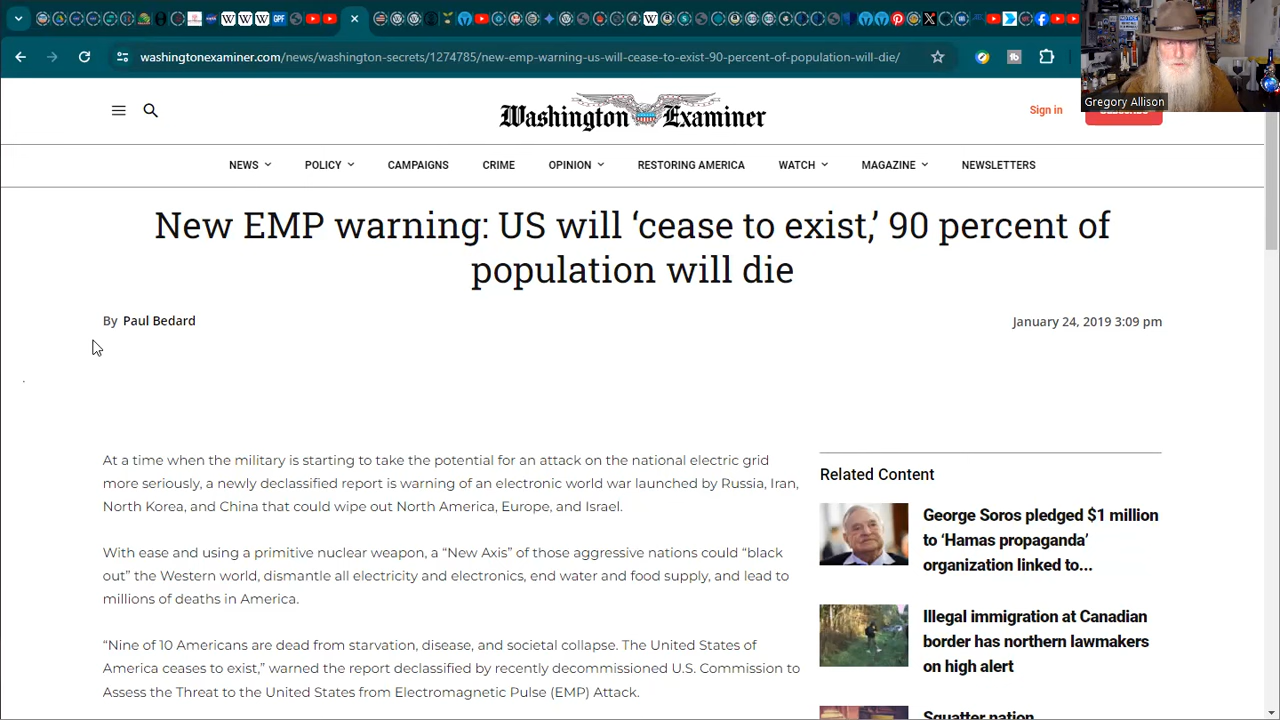 washingtonexaminer.com/news/washington-secrets/1274785/new-emp-warning-us-will-cease-to-exist-90-percent-of-population-will-die/
Gregory Allison
Washington Examiner
Sign in
NEWS POLICY CAMPAIGNS CRIME OPINION RESTORING AMERICA WATCH MAGAZINE NEWSLETTERS
New EMP warning: US will ‘cease to exist,’ 90 percent of
population will die
By Paul Bedard
January 24, 2019 3:09 pm
At a time when the military is starting to take the potential for an attack on the national electric grid
more seriously, a newly declassified report is warning of an electronic world war launched by Russia, Iran,
North Korea, and China that could wipe out North America, Europe, and Israel.
With ease and using a primitive nuclear weapon, a “New Axis” of those aggressive nations could “black
out” the Western world, dismantle all electricity and electronics, end water and food supply, and lead to
millions of deaths in America.
“Nine of 10 Americans are dead from starvation, disease, and societal collapse. The United States of
America ceases to exist,” warned the report declassified by recently decommissioned U.S. Commission to
Assess the Threat to the United States from Electromagnetic Pulse (EMP) Attack.
Related Content
George Soros pledged $1 million
to ‘Hamas propaganda’
organization linked to...
Illegal immigration at Canadian
border has northern lawmakers
on high alert
Squatter nation